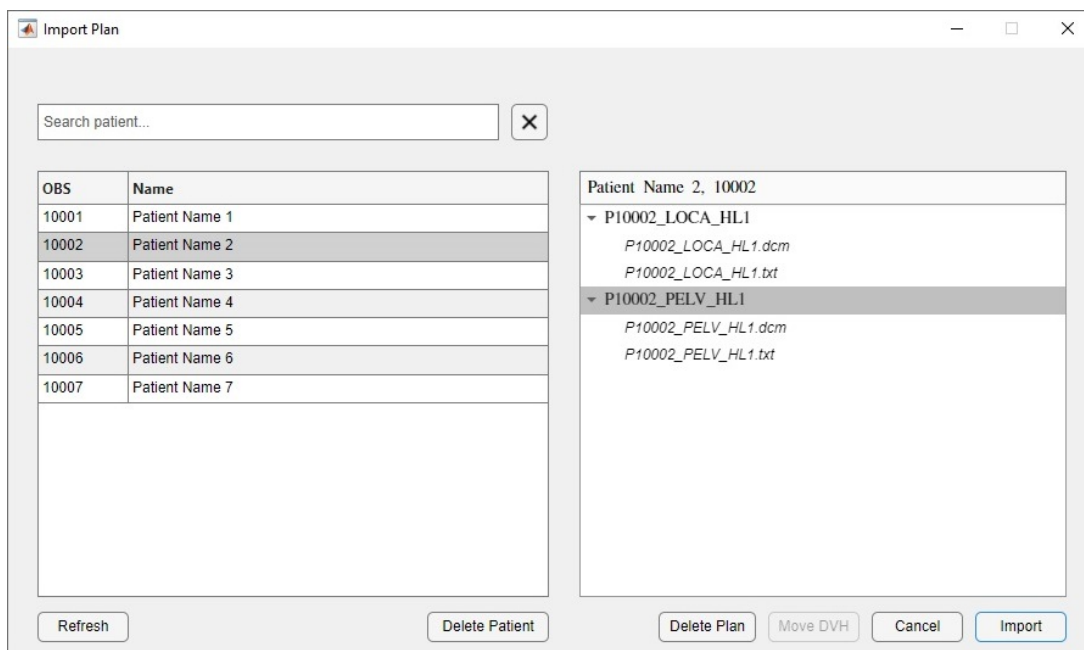 Import Plan
Search patient...
OBS Name
10001 Patient Name 1
10002 Patient Name 2
10003 Patient Name 3
10004 Patient Name 4
10005 Patient Name 5
10006 Patient Name 6
10007 Patient Name 7
Patient Name 2, 10002
P10002_LOCA_HL1
P10002_LOCA_HL1.dcm
P10002_LOCA_HL1.txt
P10002_PELV_HL1
P10002_PELV_HL1.dcm
P10002_PELV_HL1.txt
Refresh Delete Patient Delete Plan Move DVH Cancel Import